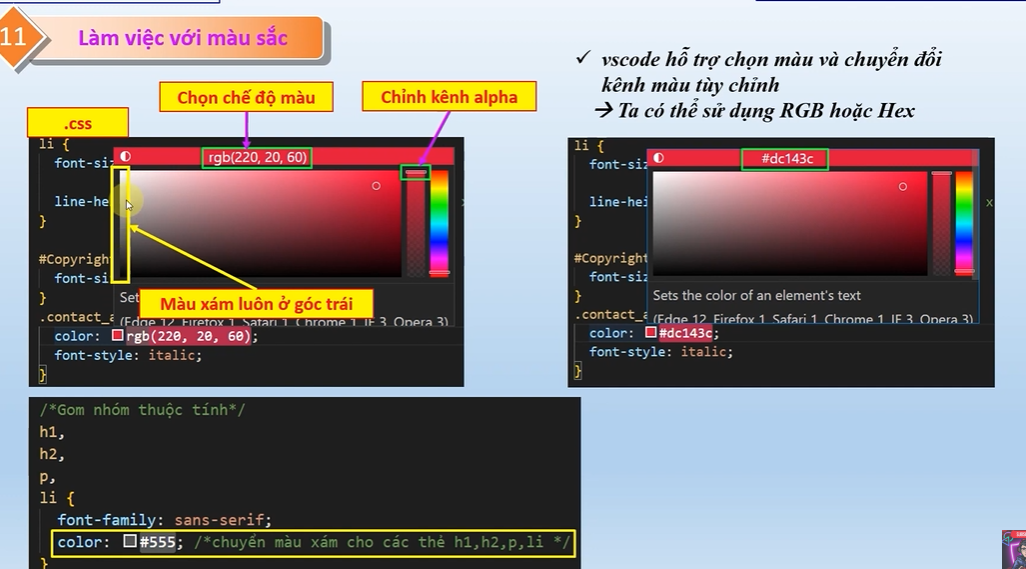 11
Làm việc với màu sắc
✓ vscode hỗ trợ chọn màu và chuyển đổi
kênh màu tùy chỉnh
→ Ta có thể sử dụng RGB hoặc Hex
Chọn chế độ màu
Chỉnh kênh alpha
.css
li {
rgb(220, 20, 60)
font-si
line-he
}
#Copyright
font-si
}
Màu xám luôn ở góc trái
Set
.contact_a
(Edge 12, Firefox 1, Safari 1, Chrome 1, IE 3, Opera 3)
color: rgb(220, 20, 60);
font-style: italic;
}
li {
#dc143c
font-siz
line-hei
x
}
#Copyright
font-siz
}
Sets the color of an element's text
.contact_a
(Edge 12, Firefox 1, Safari 1, Chrome 1, IE 3, Opera 3)
color: #dc143c;
font-style: italic;
}
/*Gom nhóm thuộc tính*/
h1,
h2,
p,
li {
font-family: sans-serif;
color: #555; /*chuyển màu xám cho các thẻ h1,h2,p,li */
}